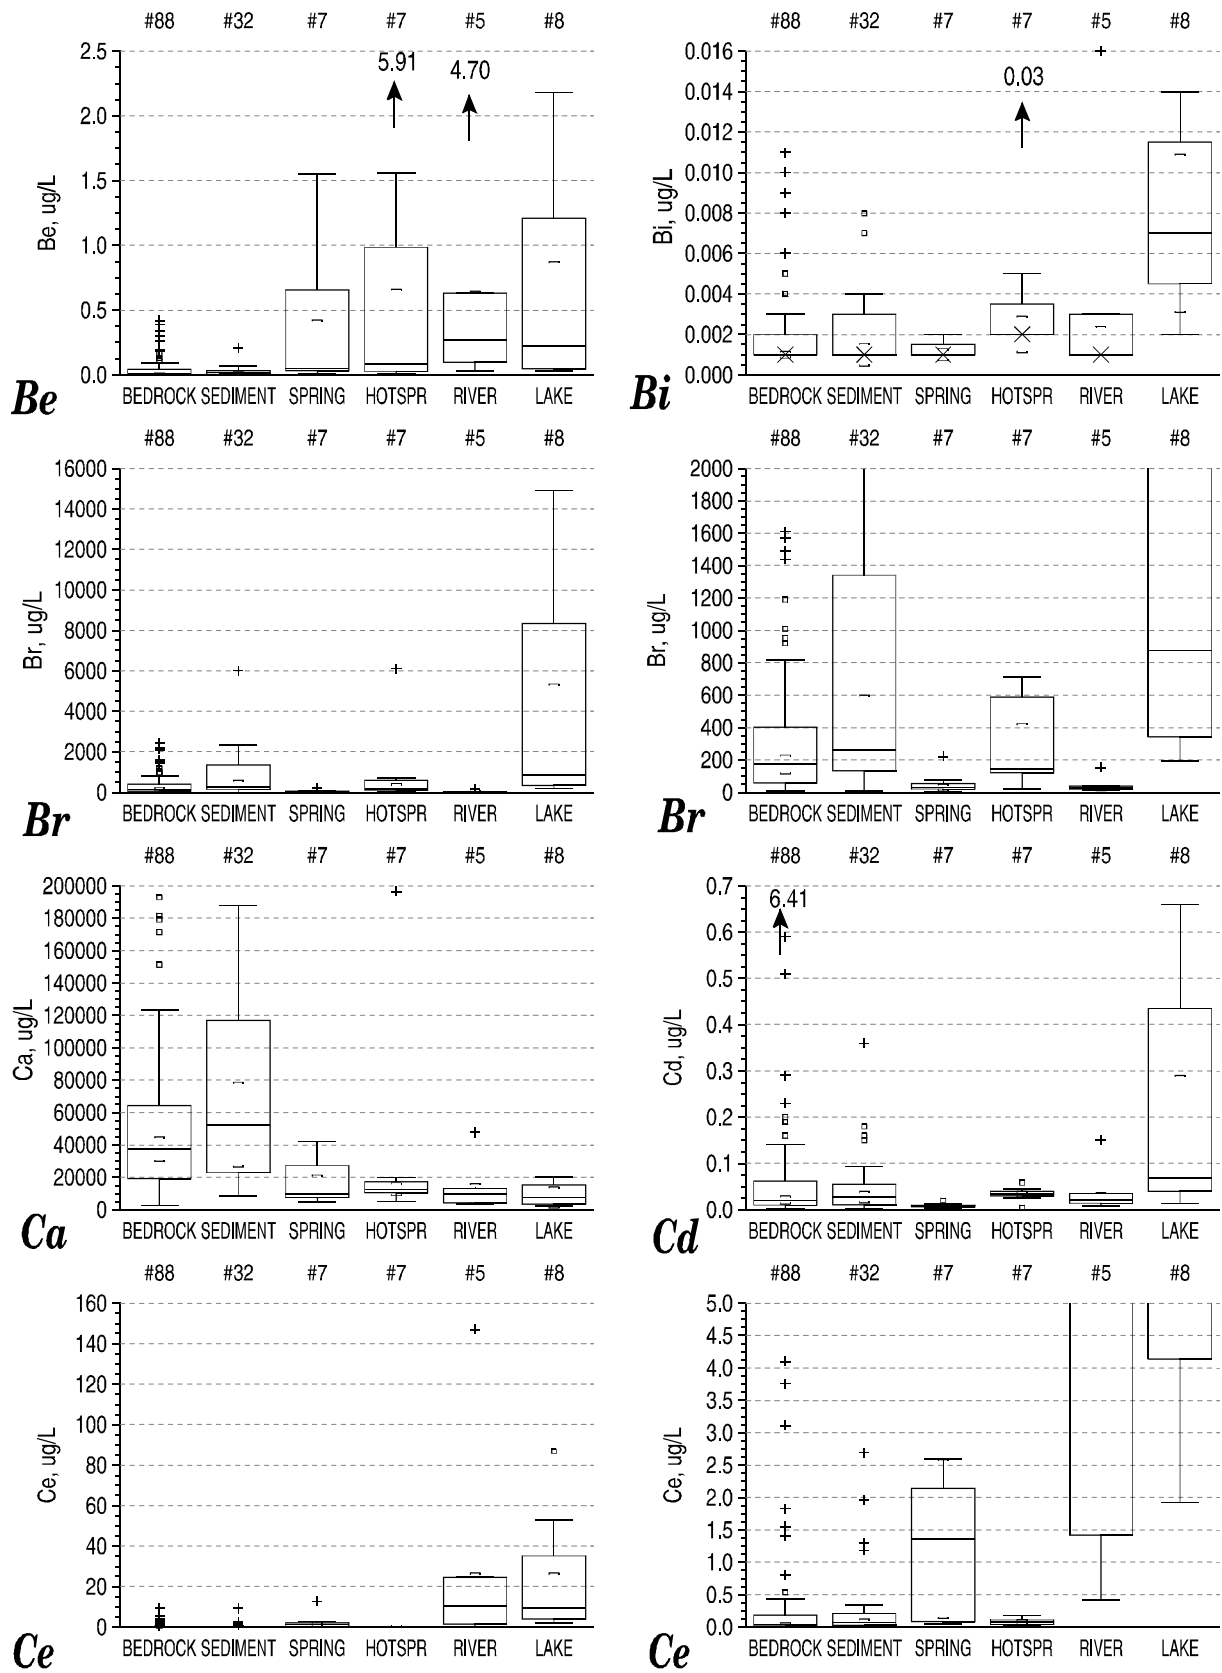 #88 #32 #7 #7 #5 #8
Be, ug/L
2.5
2.0
1.5
1.0
0.5
0.0
5.91
4.70
BEDROCK SEDIMENT SPRING HOTSPR RIVER LAKE
Be
#88 #32 #7 #7 #5 #8
Bi, ug/L
0.016
0.014
0.012
0.010
0.008
0.006
0.004
0.002
0.000
0.03
BEDROCK SEDIMENT SPRING HOTSPR RIVER LAKE
Bi
#88 #32 #7 #7 #5 #8
Br, ug/L
16000
14000
12000
10000
8000
6000
4000
2000
0
BEDROCK SEDIMENT SPRING HOTSPR RIVER LAKE
Br
#88 #32 #7 #7 #5 #8
Br, ug/L
2000
1800
1600
1400
1200
1000
800
600
400
200
0
BEDROCK SEDIMENT SPRING HOTSPR RIVER LAKE
Br
#88 #32 #7 #7 #5 #8
Ca, ug/L
200000
180000
160000
140000
120000
100000
80000
60000
40000
20000
0
BEDROCK SEDIMENT SPRING HOTSPR RIVER LAKE
Ca
#88 #32 #7 #7 #5 #8
Cd, ug/L
0.7
0.6
0.5
0.4
0.3
0.2
0.1
0.0
6.41
BEDROCK SEDIMENT SPRING HOTSPR RIVER LAKE
Cd
#88 #32 #7 #7 #5 #8
Ce, ug/L
160
140
120
100
80
60
40
20
0
BEDROCK SEDIMENT SPRING HOTSPR RIVER LAKE
Ce
#88 #32 #7 #7 #5 #8
Ce, ug/L
5.0
4.5
4.0
3.5
3.0
2.5
2.0
1.5
1.0
0.5
0.0
BEDROCK SEDIMENT SPRING HOTSPR RIVER LAKE
Ce